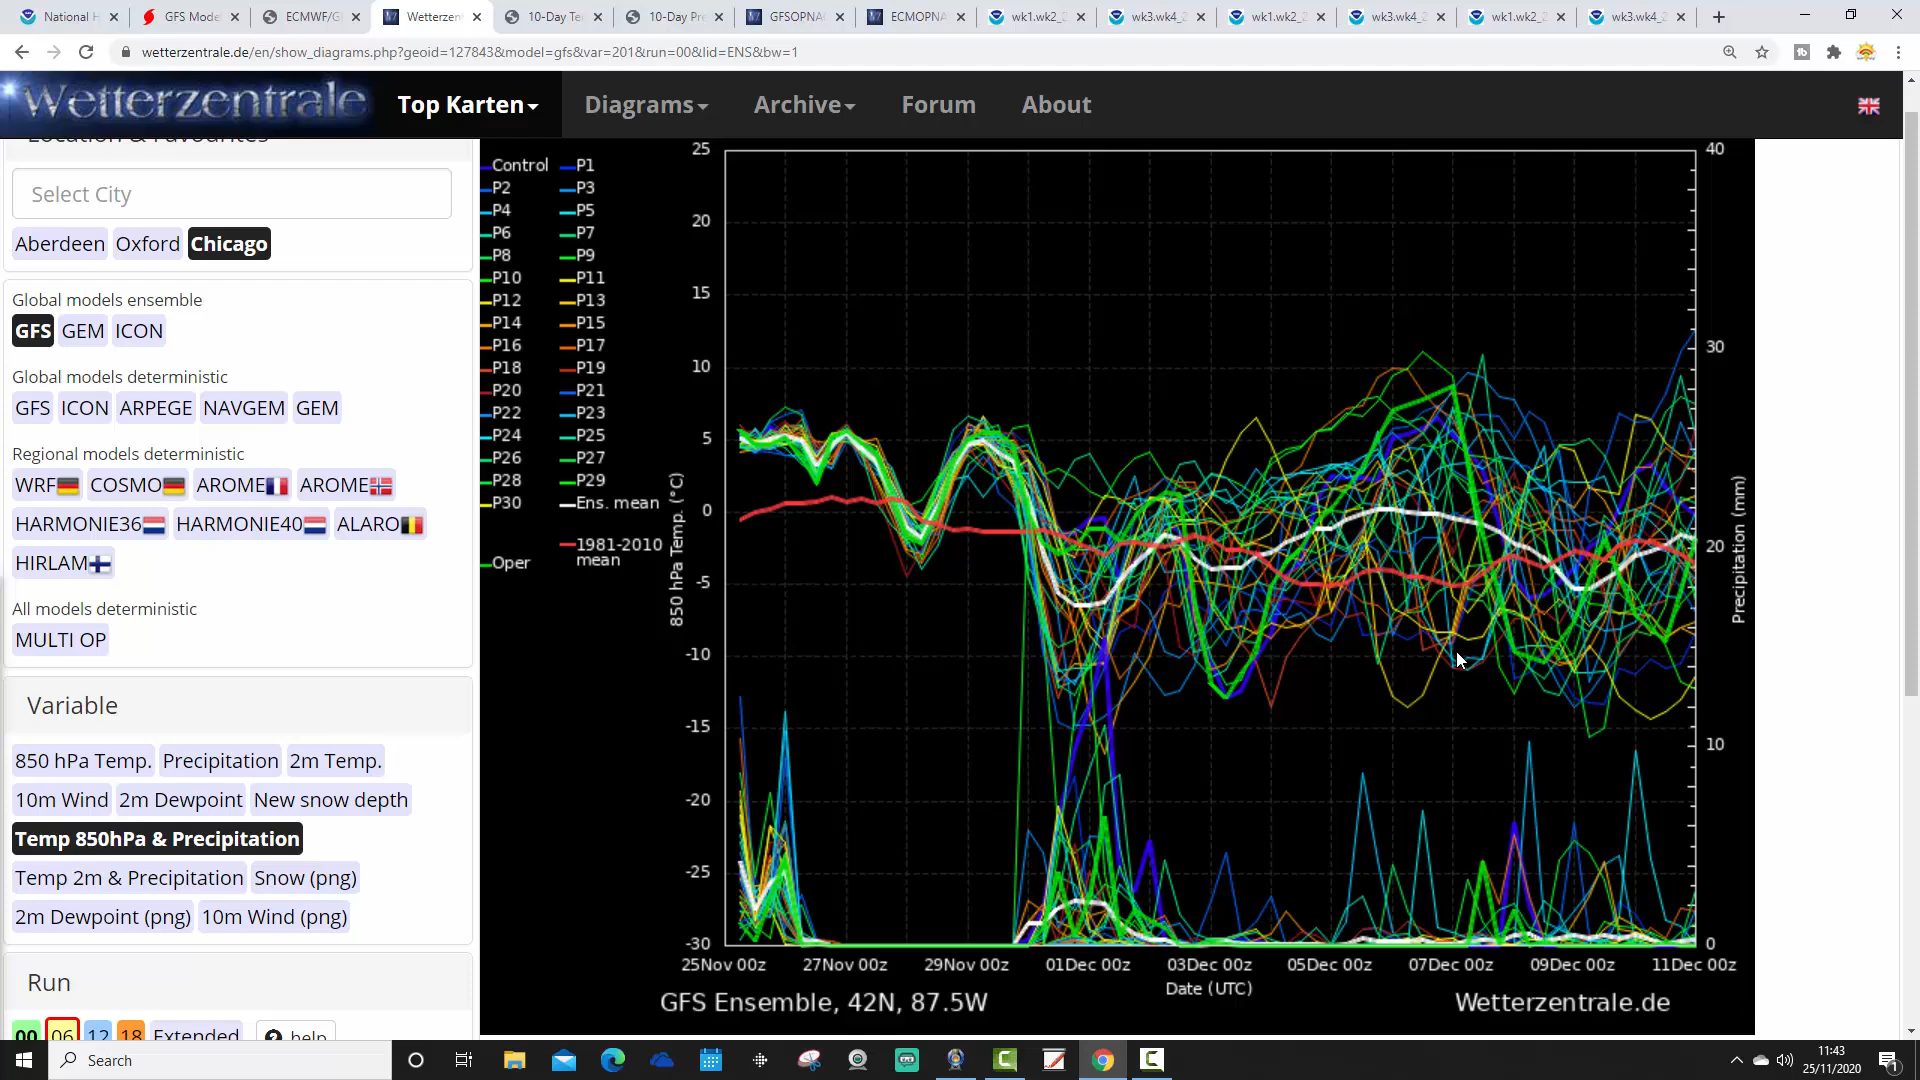 National H
GFS Mode
ECMWF/G
Wetterzen
10-Day Te
10-Day Pre
GFSOPNA
ECMOPNA
wk1.wk2_2
wk3.wk4_2
wk1.wk2_2
wk3.wk4_2
wk1.wk2_2
wk3.wk4_2
wetterzentrale.de/en/show_diagrams.php?geoid=127843&model=gfs&var=201&run=00&lid=ENS&bw=1
Wetterzentrale
Top Karten
Diagrams
Archive
Forum
About
Location & Favourites
Select City
Aberdeen Oxford Chicago
Global models ensemble
GFS GEM ICON
Global models deterministic
GFS ICON ARPEGE NAVGEM GEM
Regional models deterministic
WRF COSMO AROME AROME
HARMONIE36 HARMONIE40 ALARO
HIRLAM
All models deterministic
MULTI OP
Variable
850 hPa Temp. Precipitation 2m Temp.
10m Wind 2m Dewpoint New snow depth
Temp 850hPa & Precipitation
Temp 2m & Precipitation Snow (png)
2m Dewpoint (png) 10m Wind (png)
Run
00 06 12 18 Extended help
Control P1
P2 P3
P4 P5
P6 P7
P8 P9
P10 P11
P12 P13
P14 P15
P16 P17
P18 P19
P20 P21
P22 P23
P24 P25
P26 P27
P28 P29
P30 Ens. mean
1981-2010
Oper mean
850 hPa Temp. (°C)
25
20
15
10
5
0
-5
-10
-15
-20
-25
-30
40
30
20
10
0
Precipitation (mm)
25Nov 00z 27Nov 00z 29Nov 00z 01Dec 00z 03Dec 00z 05Dec 00z 07Dec 00z 09Dec 00z 11Dec 00z
Date (UTC)
GFS Ensemble, 42N, 87.5W
Wetterzentrale.de
Search
11:43
25/11/2020
1